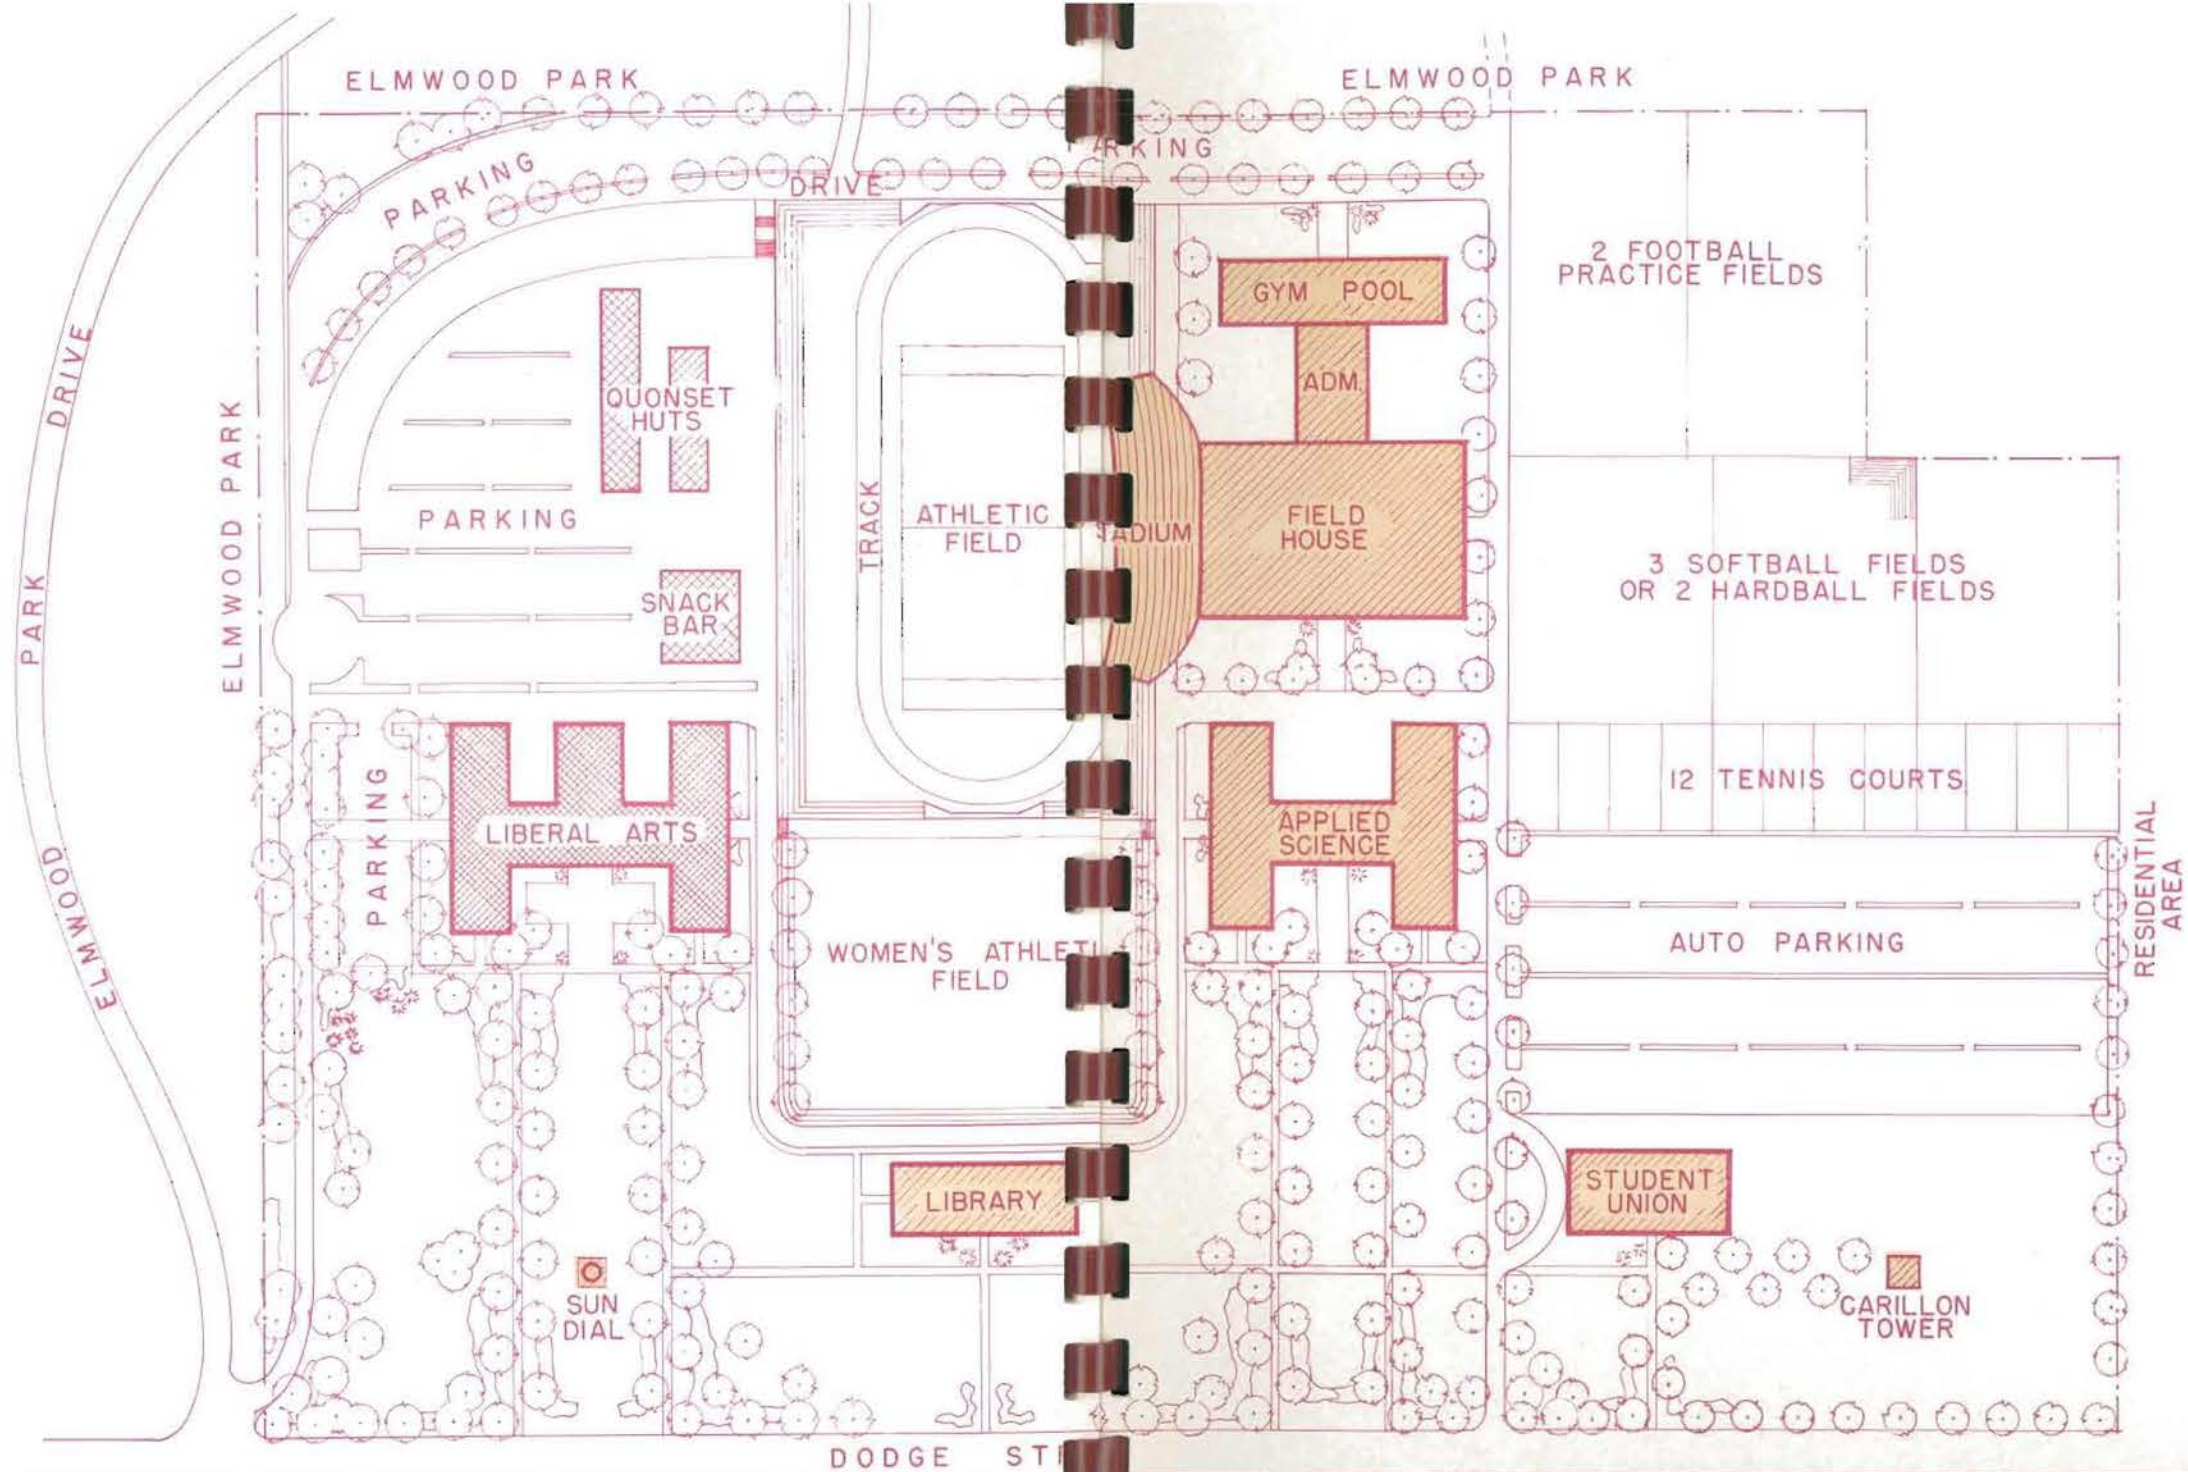 ELMWOOD PARK
ELMWOOD PARK
PARKING
RKING
DRIVE
2 FOOTBALL
PRACTICE FIELDS
GYM POOL
ADM.
ELMWOOD PARK DRIVE
ELMWOOD PARK
QUONSET
HUTS
PARKING
TRACK
ATHLETIC
FIELD
TADIUM
FIELD
HOUSE
3 SOFTBALL FIELDS
OR 2 HARDBALL FIELDS
SNACK
BAR
12 TENNIS COURTS
PARKING
LIBERAL ARTS
APPLIED
SCIENCE
RESIDENTIAL
AREA
AUTO PARKING
WOMEN'S ATHLETI
FIELD
LIBRARY
STUDENT
UNION
SUN
DIAL
CARILLON
TOWER
DODGE ST